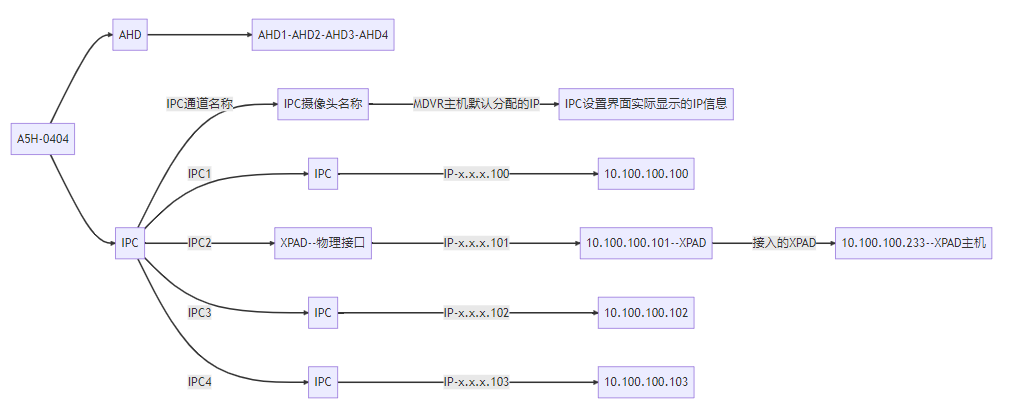 AHD
AHD1-AHD2-AHD3-AHD4
IPC通道名称
IPC摄像头名称
MDVR主机默认分配的IP
IPC设置界面实际显示的IP信息
A5H-0404
IPC1
IPC
IP-x.x.x.100
10.100.100.100
IPC
IPC2
XPAD--物理接口
IP-x.x.x.101
10.100.100.101--XPAD
接入的XPAD
10.100.100.233--XPAD主机
IPC3
IPC
IP-x.x.x.102
10.100.100.102
IPC4
IPC
IP-x.x.x.103
10.100.100.103